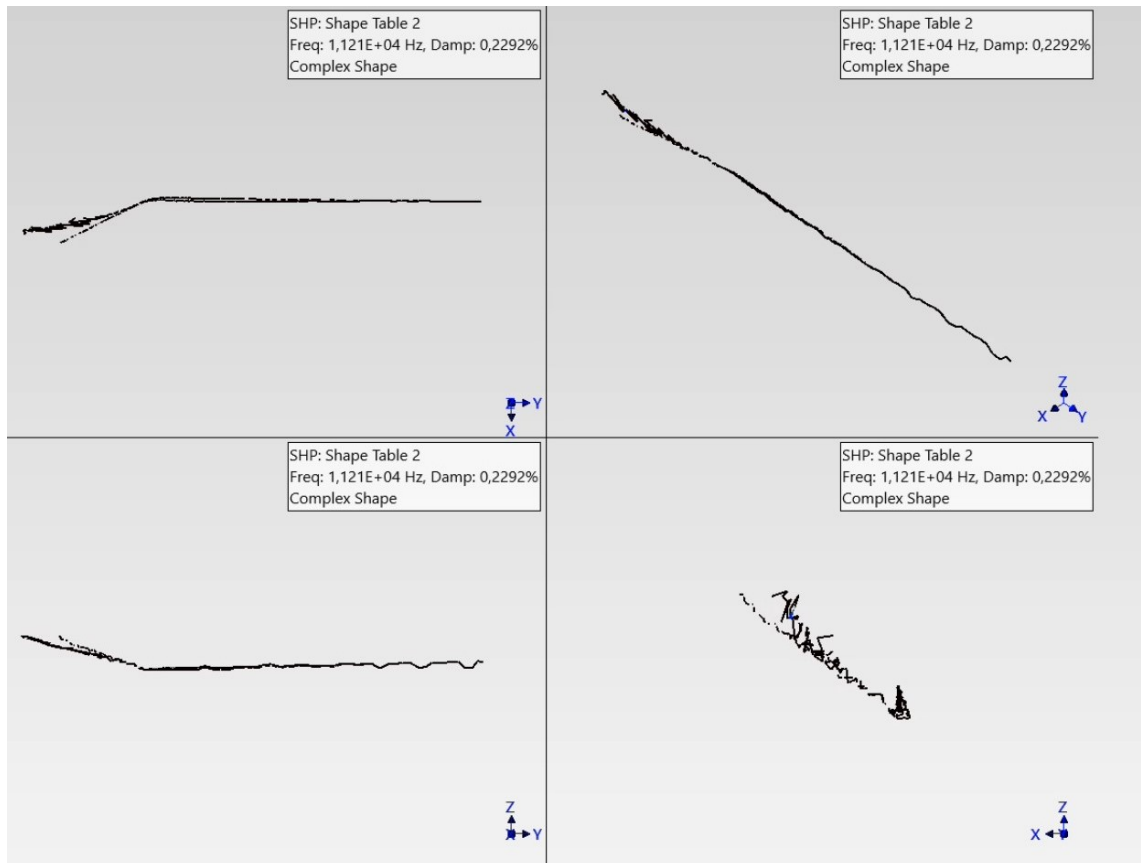 SHP: Shape Table 2
Freq: 1,121E+04 Hz, Damp: 0,2292%
Complex Shape
SHP: Shape Table 2
Freq: 1,121E+04 Hz, Damp: 0,2292%
Complex Shape
Z Y
X
Z
X Y
SHP: Shape Table 2
Freq: 1,121E+04 Hz, Damp: 0,2292%
Complex Shape
SHP: Shape Table 2
Freq: 1,121E+04 Hz, Damp: 0,2292%
Complex Shape
Z
X Y
Z
X Y